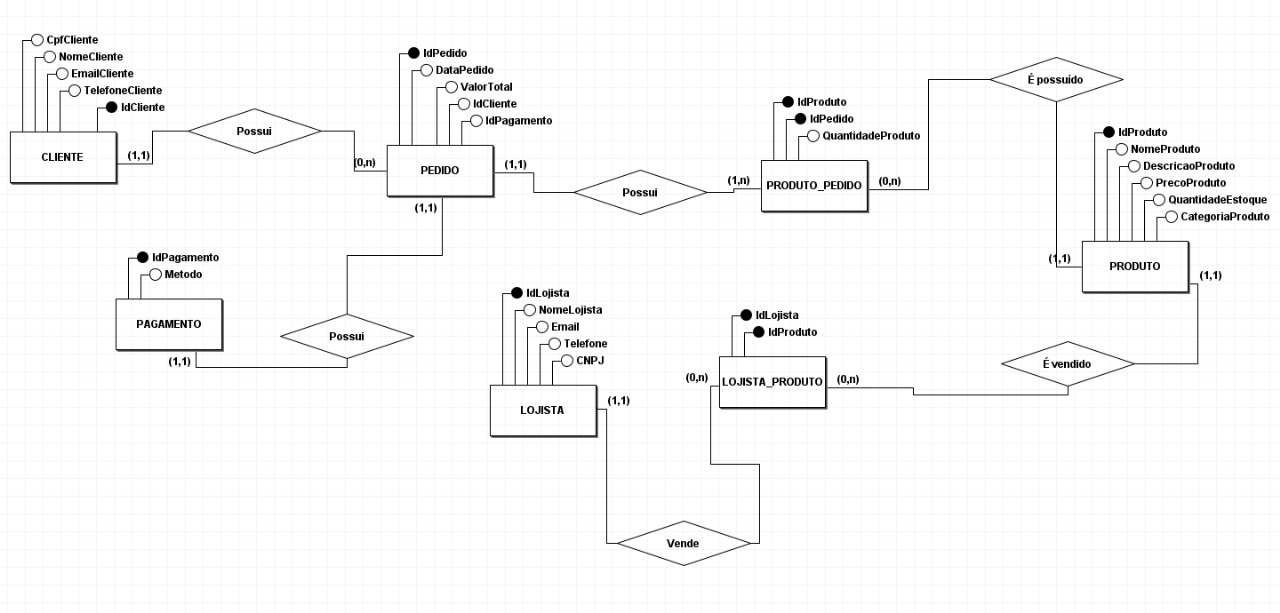 CpfCliente
NomeCliente
EmailCliente
TelefoneCliente
IdCliente
CLIENTE
(1,1)
Possui
(0,n)
IdPedido
DataPedido
ValorTotal
IdCliente
IdPagamento
PEDIDO
(1,1)
(1,1)
Possui
(1,n)
IdProduto
IdPedido
QuantidadeProduto
PRODUTO_PEDIDO
(0,n)
É possuído
(1,1)
IdProduto
NomeProduto
DescricaoProduto
PrecoProduto
QuantidadeEstoque
CategoriaProduto
PRODUTO
(1,1)
IdPagamento
Metodo
PAGAMENTO
(1,1)
Possui
IdLojista
NomeLojista
Email
Telefone
CNPJ
LOJISTA
(1,1)
Vende
(0,n)
IdLojista
IdProduto
LOJISTA_PRODUTO
(0,n)
É vendido